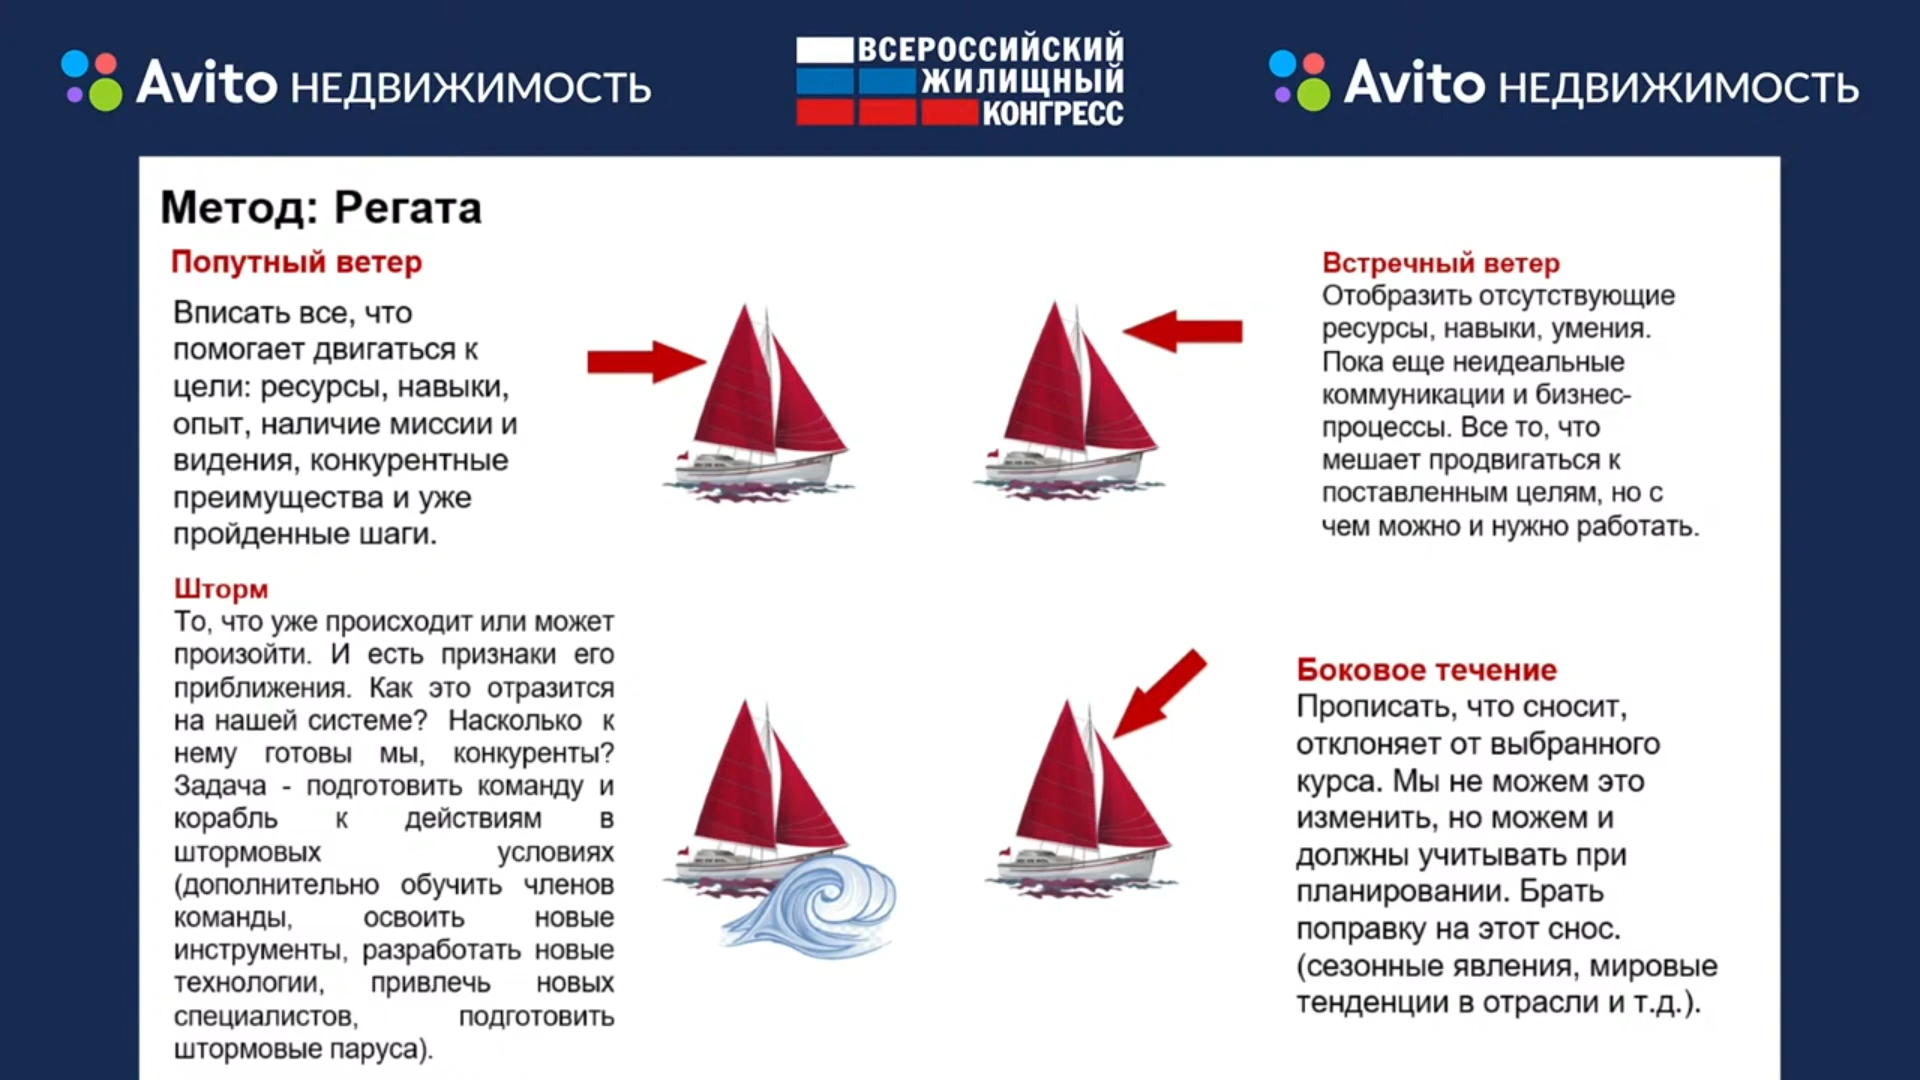 Avito НЕДВИЖИМОСТЬ
ВСЕРОССИЙСКИЙ
ЖИЛИЩНЫЙ
КОНГРЕСС
Avito НЕДВИЖИМОСТЬ
Метод: Регата
Попутный ветер
Вписать все, что
помогает двигаться к
цели: ресурсы, навыки,
опыт, наличие миссии и
видения, конкурентные
преимущества и уже
пройденные шаги.
Встречный ветер
Отобразить отсутствующие
ресурсы, навыки, умения.
Пока еще неидеальные
коммуникации и бизнес-
процессы. Все то, что
мешает продвигаться к
поставленным целям, но с
чем можно и нужно работать.
Шторм
То, что уже происходит или может
произойти. И есть признаки его
приближения. Как это отразится
на нашей системе? Насколько к
нему готовы мы, конкуренты?
Задача - подготовить команду и
корабль к действиям в
штормовых условиях
(дополнительно обучить членов
команды, освоить новые
инструменты, разработать новые
технологии, привлечь новых
специалистов, подготовить
штормовые паруса).
Боковое течение
Прописать, что сносит,
отклоняет от выбранного
курса. Мы не можем это
изменить, но можем и
должны учитывать при
планировании. Брать
поправку на этот снос.
(сезонные явления, мировые
тенденции в отрасли и т.д.).